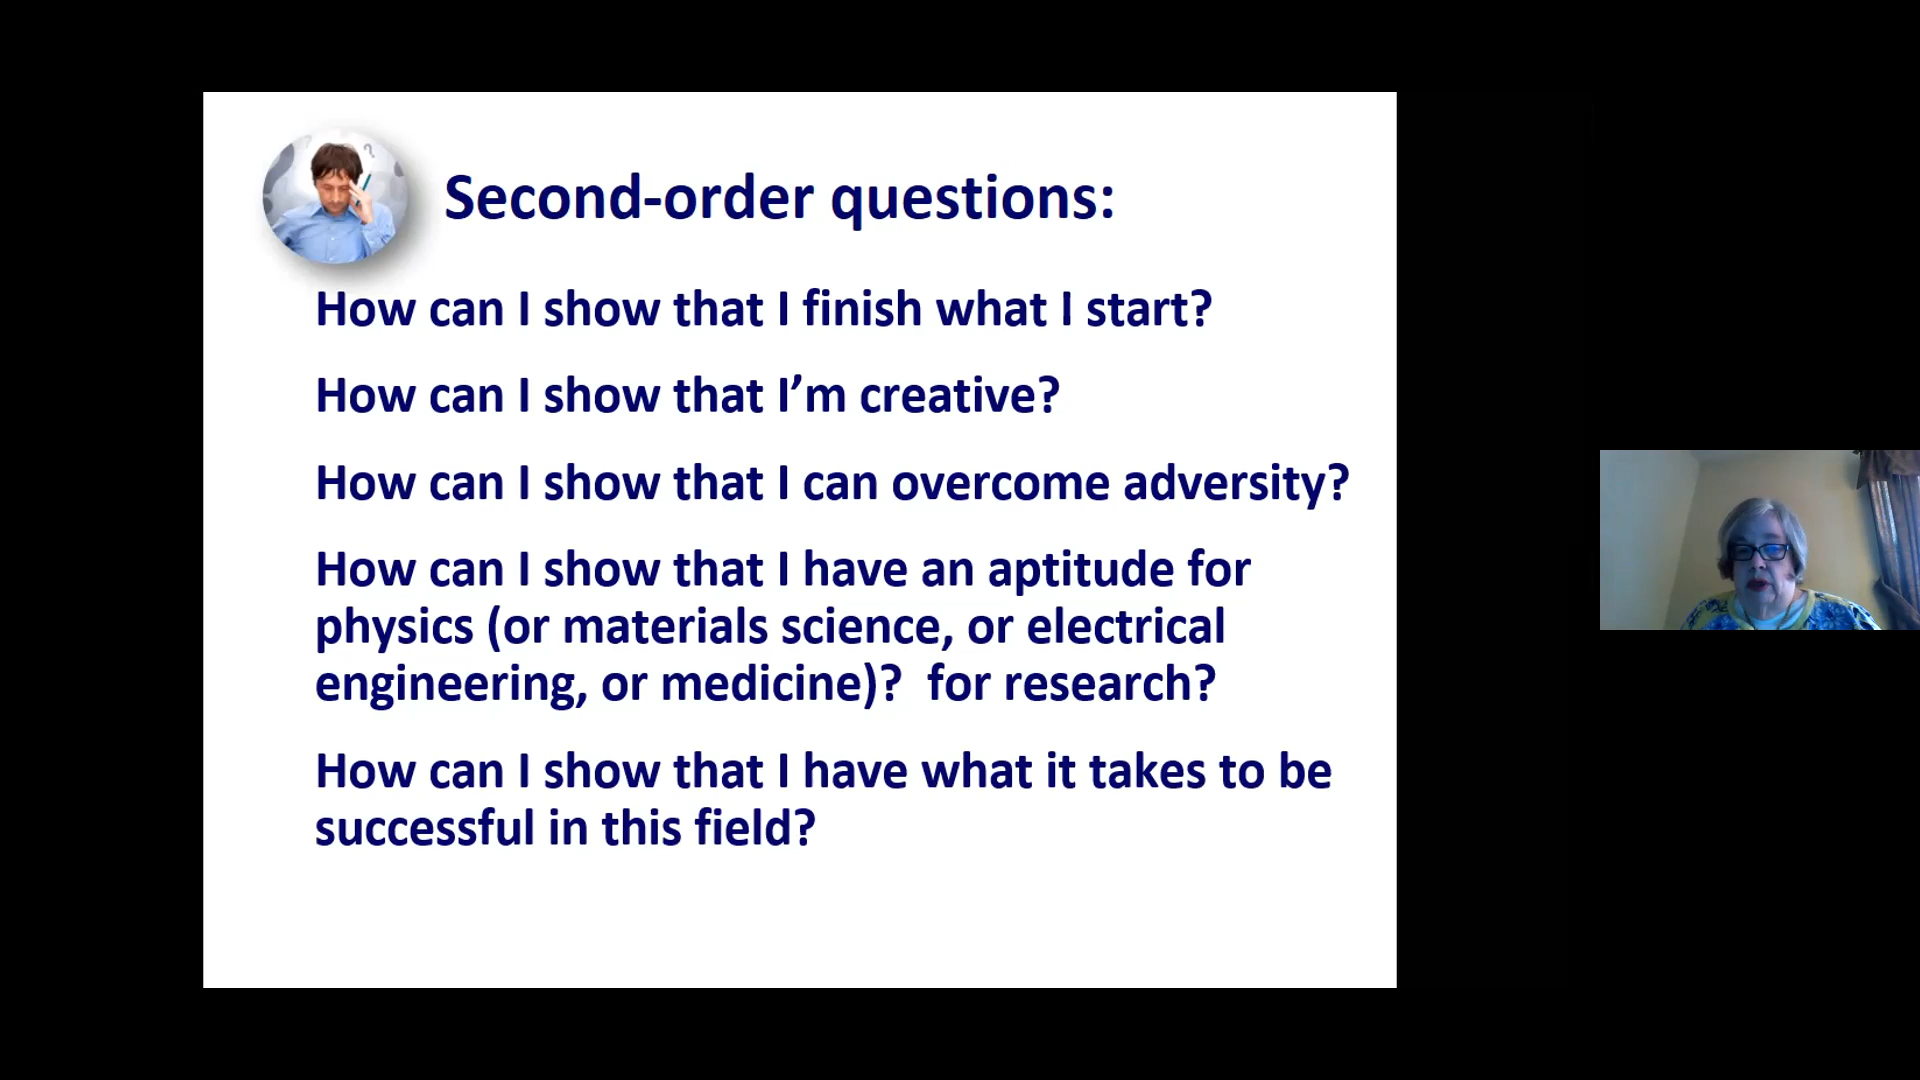 Second-order questions:
How can I show that I finish what I start?
How can I show that I’m creative?
How can I show that I can overcome adversity?
How can I show that I have an aptitude for
physics (or materials science, or electrical
engineering, or medicine)?  for research?
How can I show that I have what it takes to be
successful in this field?